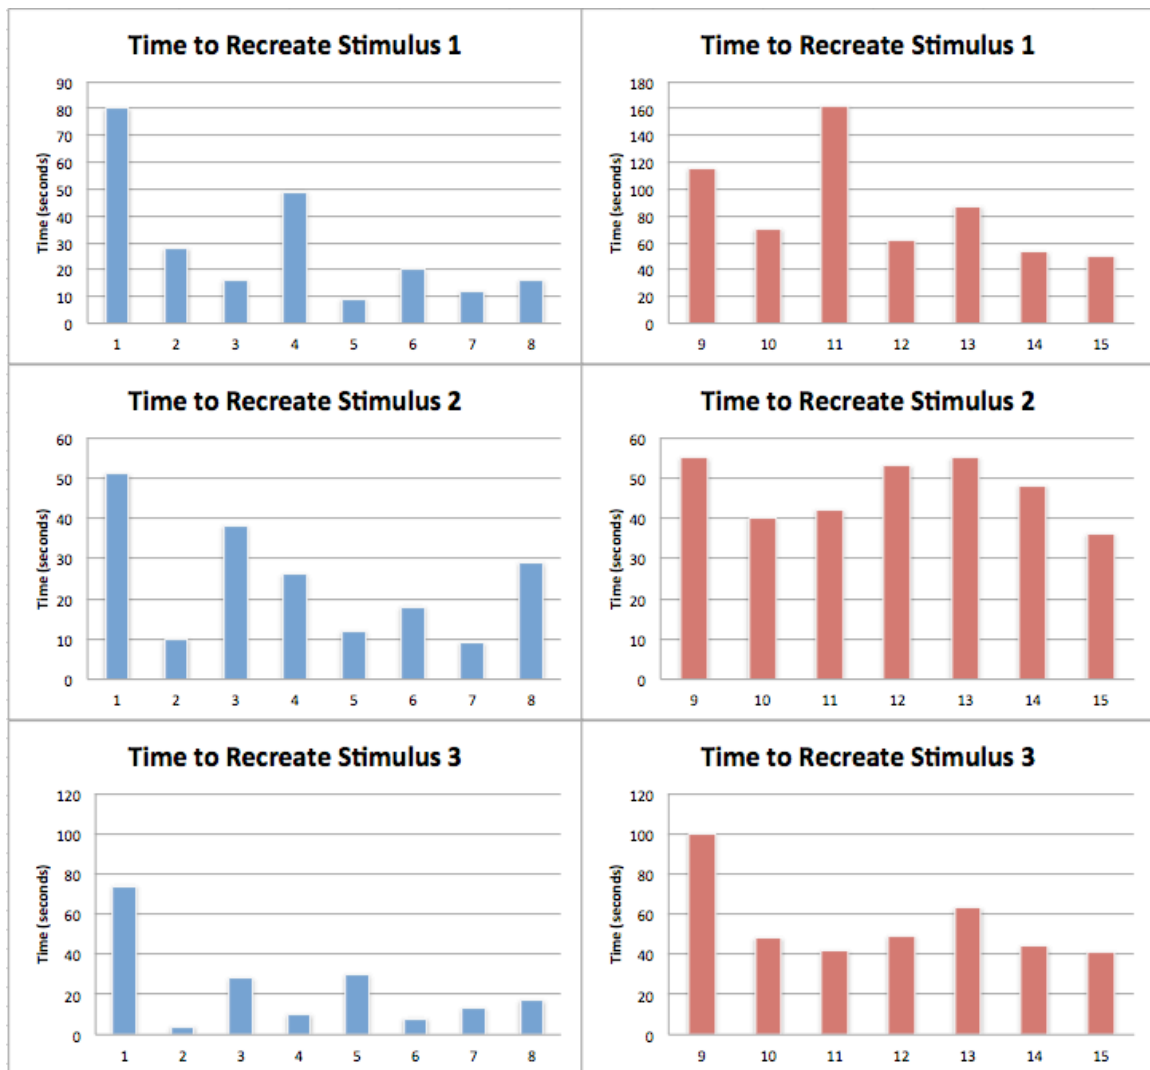 Time to Recreate Stimulus 1
Time (seconds)
90
80
70
60
50
40
30
20
10
0
1 2 3 4 5 6 7 8
Time to Recreate Stimulus 1
Time (seconds)
180
160
140
120
100
80
60
40
20
0
9 10 11 12 13 14 15
Time to Recreate Stimulus 2
Time (seconds)
60
50
40
30
20
10
0
1 2 3 4 5 6 7 8
Time to Recreate Stimulus 2
Time (seconds)
60
50
40
30
20
10
0
9 10 11 12 13 14 15
Time to Recreate Stimulus 3
Time (seconds)
120
100
80
60
40
20
0
1 2 3 4 5 6 7 8
Time to Recreate Stimulus 3
Time (seconds)
120
100
80
60
40
20
0
9 10 11 12 13 14 15